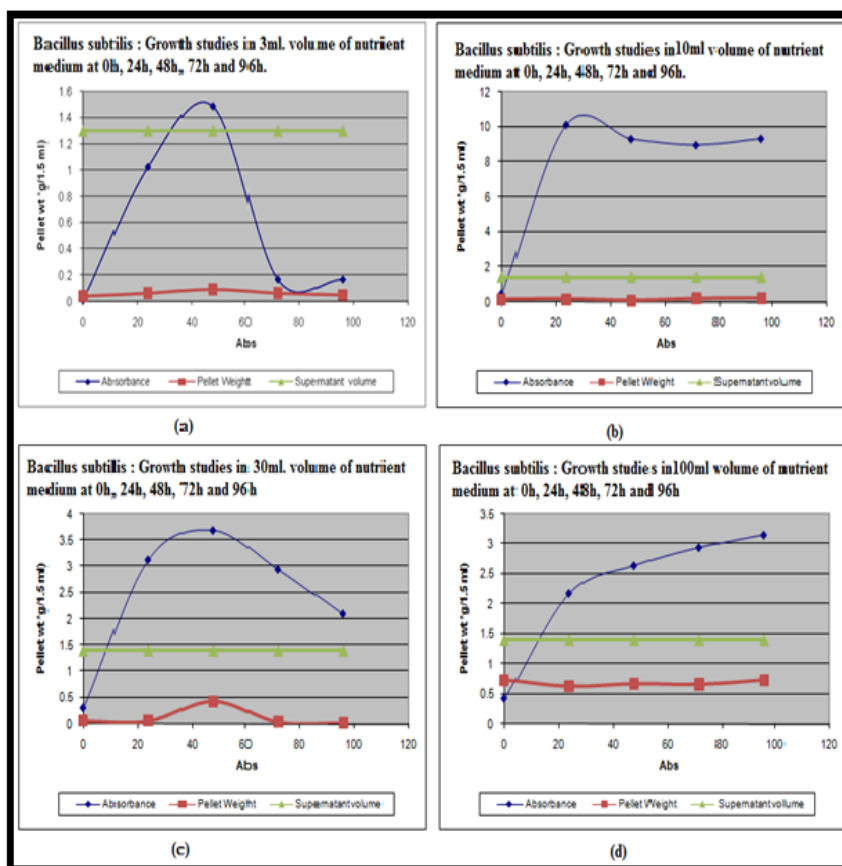 Bacillus subtilis : Growth studies in 3ml. volume of nutrient
medium at 0h, 24h, 48h, 72h and 96h.
Pellet wt *g/1.5 ml)
1.6
1.4
1.2
1
0.8
0.6
0.4
0.2
0
0 20 40 60 80 100 120
Abs
Absorbance Pellet Weight Supernatant volume
(a)
Bacillus subtilis : Growth studies in 10ml volume of nutrient
medium at 0h, 24h, 48h, 72h and 96h.
Pellet wt *g/1.5 ml)
12
10
8
6
4
2
0
0 20 40 60 80 100 120
Abs
Absorbance Pellet Weight Supernatant volume
(b)
Bacillus subtillis : Growth studies in 30ml. volume of nutrient
medium at 0h,, 24h, 48h, 72h and 96h
Pellet wt *g/1.5 ml)
4
3.5
3
2.5
2
1.5
1
0.5
0
0 20 40 60 80 100 120
Abs
Absorbance Pellet Weight Supernatant volume
(c)
Bacillus subtilis : Growth studies in 100ml volume of nutrient
medium at 0h, 24h, 48h, 72h and 96h
Pellet wt *g/1.5 ml)
3.5
3
2.5
2
1.5
1
0.5
0
0 20 40 60 80 100 120
Abs
Absorbance Pellet Weight Supernatant volume
(d)